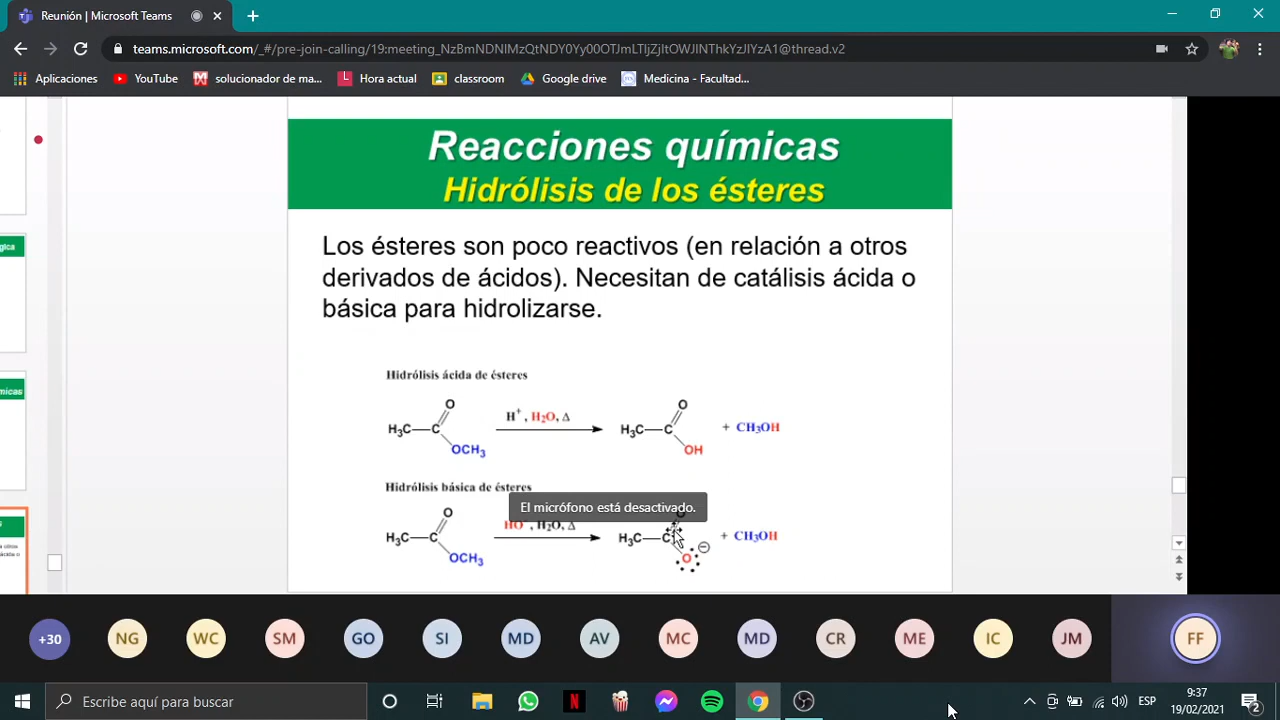 Reunión | Microsoft Teams
teams.microsoft.com/_#/pre-join-calling/19:meeting_NzBmNDNIMzQtNDY0Yy00OTJmLTljZjItOWJlNThkYzJlYzA1@thread.v2
Aplicaciones YouTube solucionador de ma... Hora actual classroom Google drive Medicina - Facultad...
Reacciones químicas
Hidrólisis de los ésteres
Los ésteres son poco reactivos (en relación a otros
derivados de ácidos). Necesitan de catálisis ácida o
básica para hidrolizarse.
Hidrólisis ácida de ésteres
O
H₃C—C
OCH₃
H⁺, H₂O, Δ
O
H₃C—C
OH
+ CH₃OH
Hidrólisis básica de ésteres
El micrófono está desactivado.
O
H₃C—C
OCH₃
HO⁻, H₂O, Δ
O
H₃C—C
O
+ CH₃OH
gica
micas
+30 NG WC SM GO SI MD AV MC MD CR ME IC JM FF
Escribe aquí para buscar
ESP
9:37
19/02/2021
2